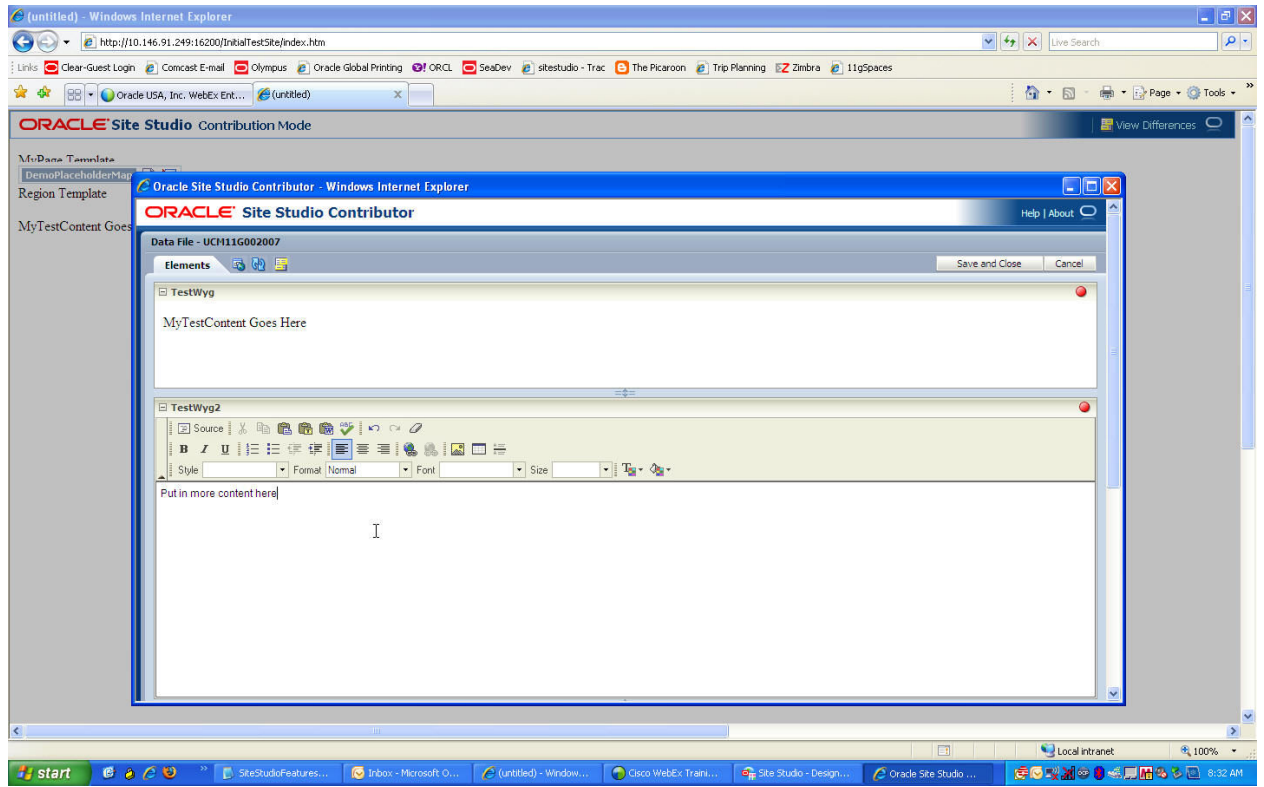 (untitled) - Windows Internet Explorer
http://10.146.91.249:16200/InitialTestSite/index.htm
Live Search
Links Clear-Guest Login Comcast E-mail Olympus Oracle Global Printing ORCL SeaDev sitestudio - Trac The Picaroon Trip Planning Zimbra 11gSpaces
Oracle USA, Inc. WebEx Ent... (untitled) X Page Tools »
ORACLE Site Studio Contribution Mode View Differences
MyPage Template
DemoPlaceholderMap
Region Template
MyTestContent Goes
Oracle Site Studio Contributor - Windows Internet Explorer
ORACLE Site Studio Contributor Help | About
Data File - UCM11G002007
Elements Save and Close Cancel
TestWyg
MyTestContent Goes Here
TestWyg2
Source
B I U
Style Format Normal Font Size
Put in more content here
Local intranet 100%
start » SiteStudioFeatures... Inbox - Microsoft O... (untitled) - Window... Cisco WebEx Traini... Site Studio - Design... Oracle Site Studio ... 8:32 AM